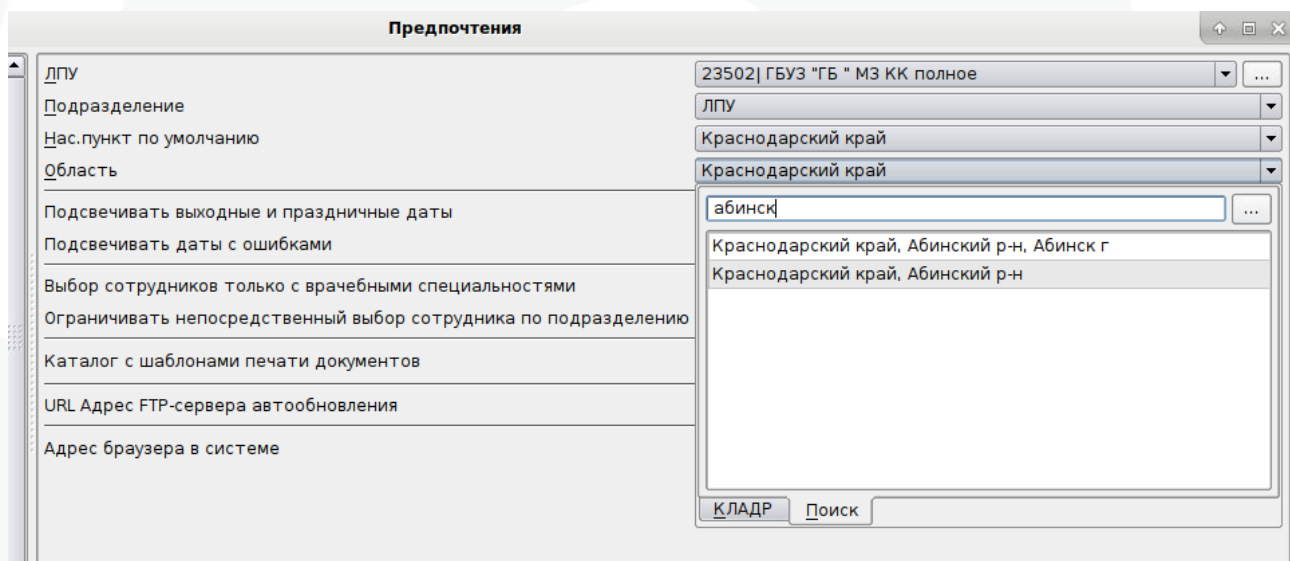 Предпочтения
ЛПУ 23502| ГБУЗ "ГБ " МЗ КК полное ...
Подразделение ЛПУ
Нас.пункт по умолчанию Краснодарский край
Область Краснодарский край
абинск ...
Подсвечивать выходные и праздничные даты
Подсвечивать даты с ошибками
Краснодарский край, Абинский р-н, Абинск г
Краснодарский край, Абинский р-н
Выбор сотрудников только с врачебными специальностями
Ограничивать непосредственный выбор сотрудника по подразделению
Каталог с шаблонами печати документов
URL Адрес FTP-сервера автообновления
Адрес браузера в системе
КЛАДР Поиск